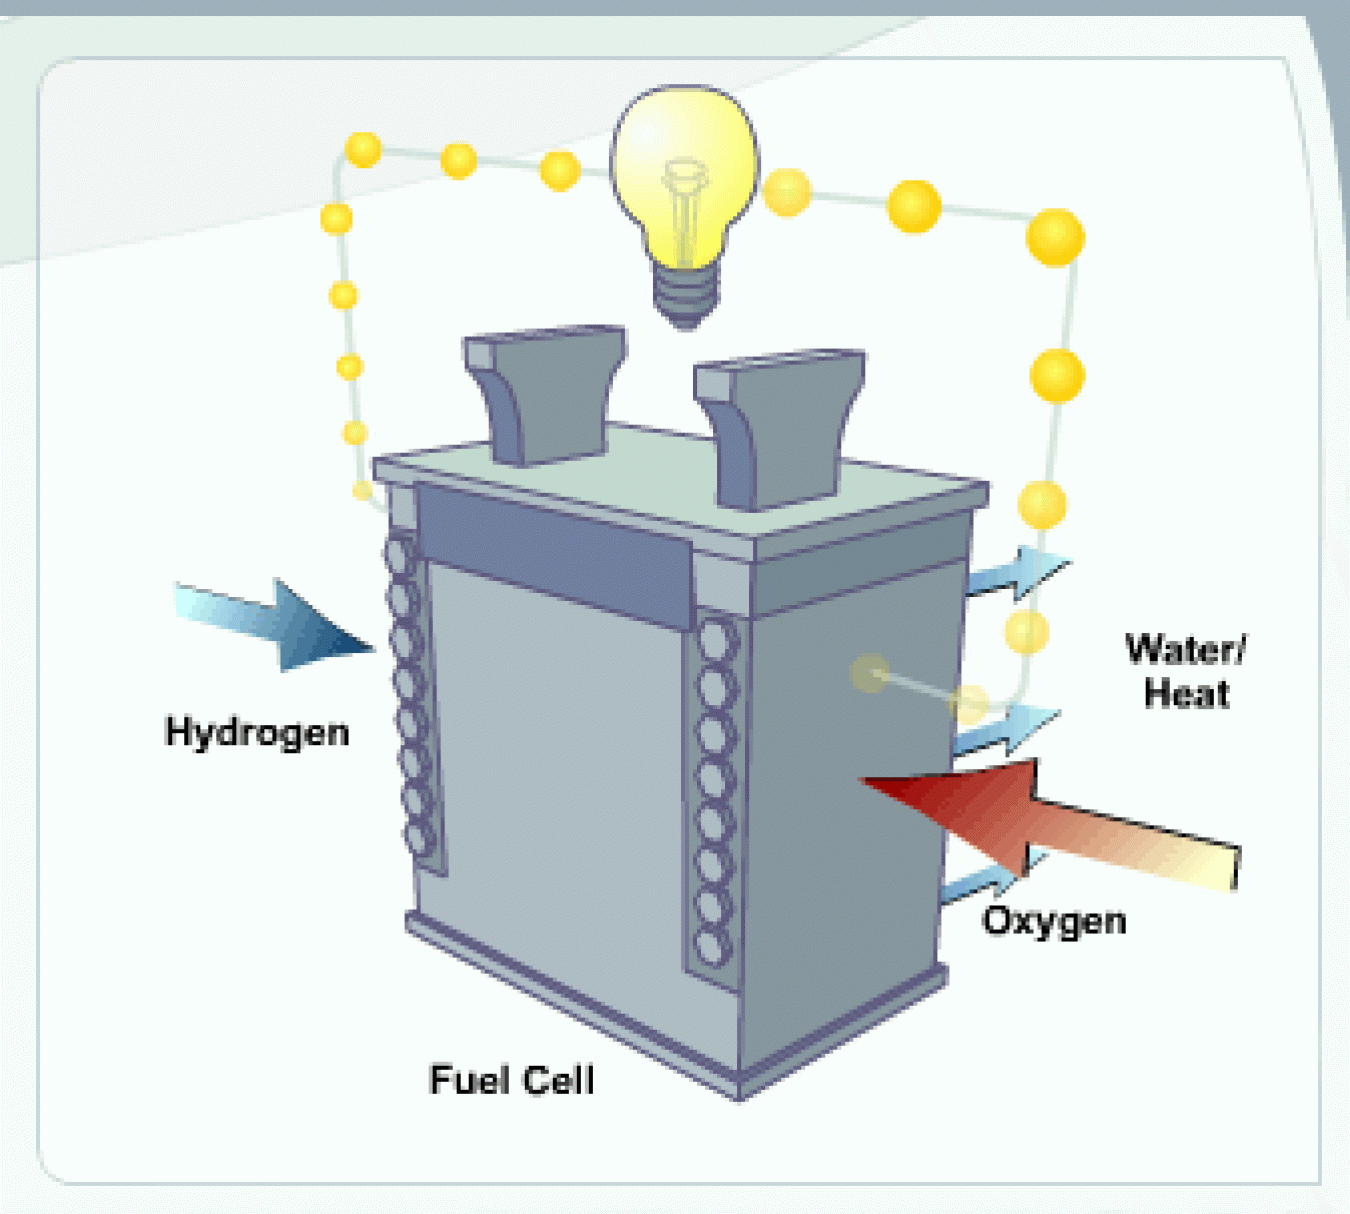 Water/
Heat
Hydrogen
Oxygen
Fuel Cell